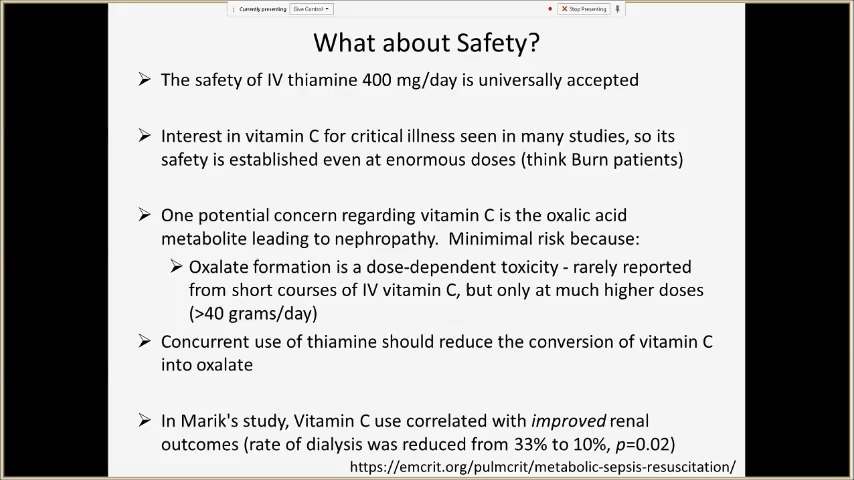 Currently presenting Give Control Stop Presenting
What about Safety?
The safety of IV thiamine 400 mg/day is universally accepted
Interest in vitamin C for critical illness seen in many studies, so its
safety is established even at enormous doses (think Burn patients)
One potential concern regarding vitamin C is the oxalic acid
metabolite leading to nephropathy. Minimimal risk because:
Oxalate formation is a dose-dependent toxicity - rarely reported
from short courses of IV vitamin C, but only at much higher doses
(>40 grams/day)
Concurrent use of thiamine should reduce the conversion of vitamin C
into oxalate
In Marik's study, Vitamin C use correlated with improved renal
outcomes (rate of dialysis was reduced from 33% to 10%, p=0.02)
https://emcrit.org/pulmcrit/metabolic-sepsis-resuscitation/